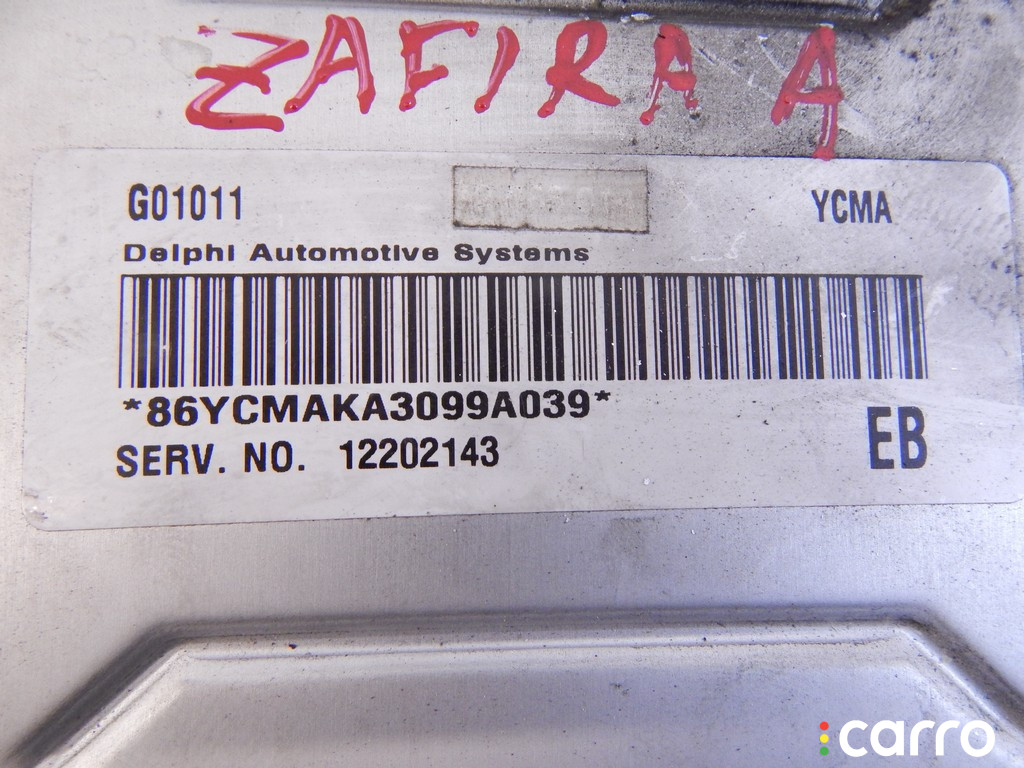 ZAFIRA A
G01011 YCMA
Delphi Automotive Systems
*86YCMAKA3099A039*
SERV. NO. 12202143 EB
carro